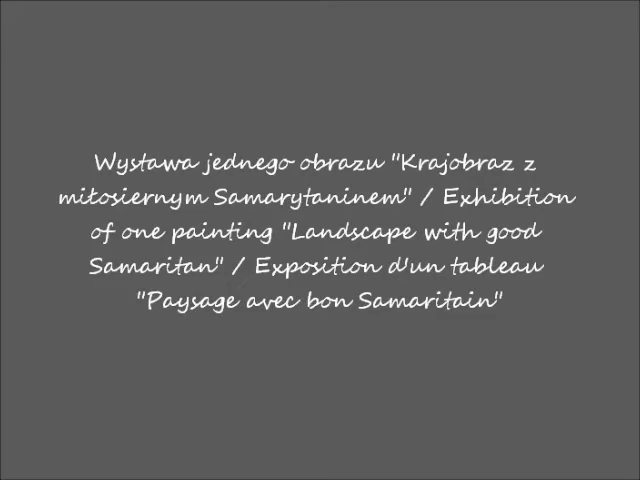 Wystawa jednego obrazu "Krajobraz z
miłosiernym Samarytaninem" / Exhibition
of one painting "Landscape with good
Samaritan" / Exposition d'un tableau
"Paysage avec bon Samaritain"